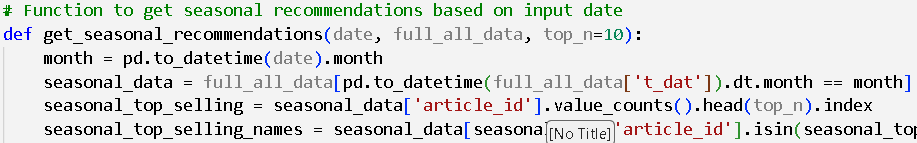 # Function to get seasonal recommendations based on input date
def get_seasonal_recommendations(date, full_all_data, top_n=10):
    month = pd.to_datetime(date).month
    seasonal_data = full_all_data[pd.to_datetime(full_all_data['t_dat']).dt.month == month]
    seasonal_top_selling = seasonal_data['article_id'].value_counts().head(top_n).index
    seasonal_top_selling_names = seasonal_data[seasona 'article_id'].isin(seasonal_top
[No Title]